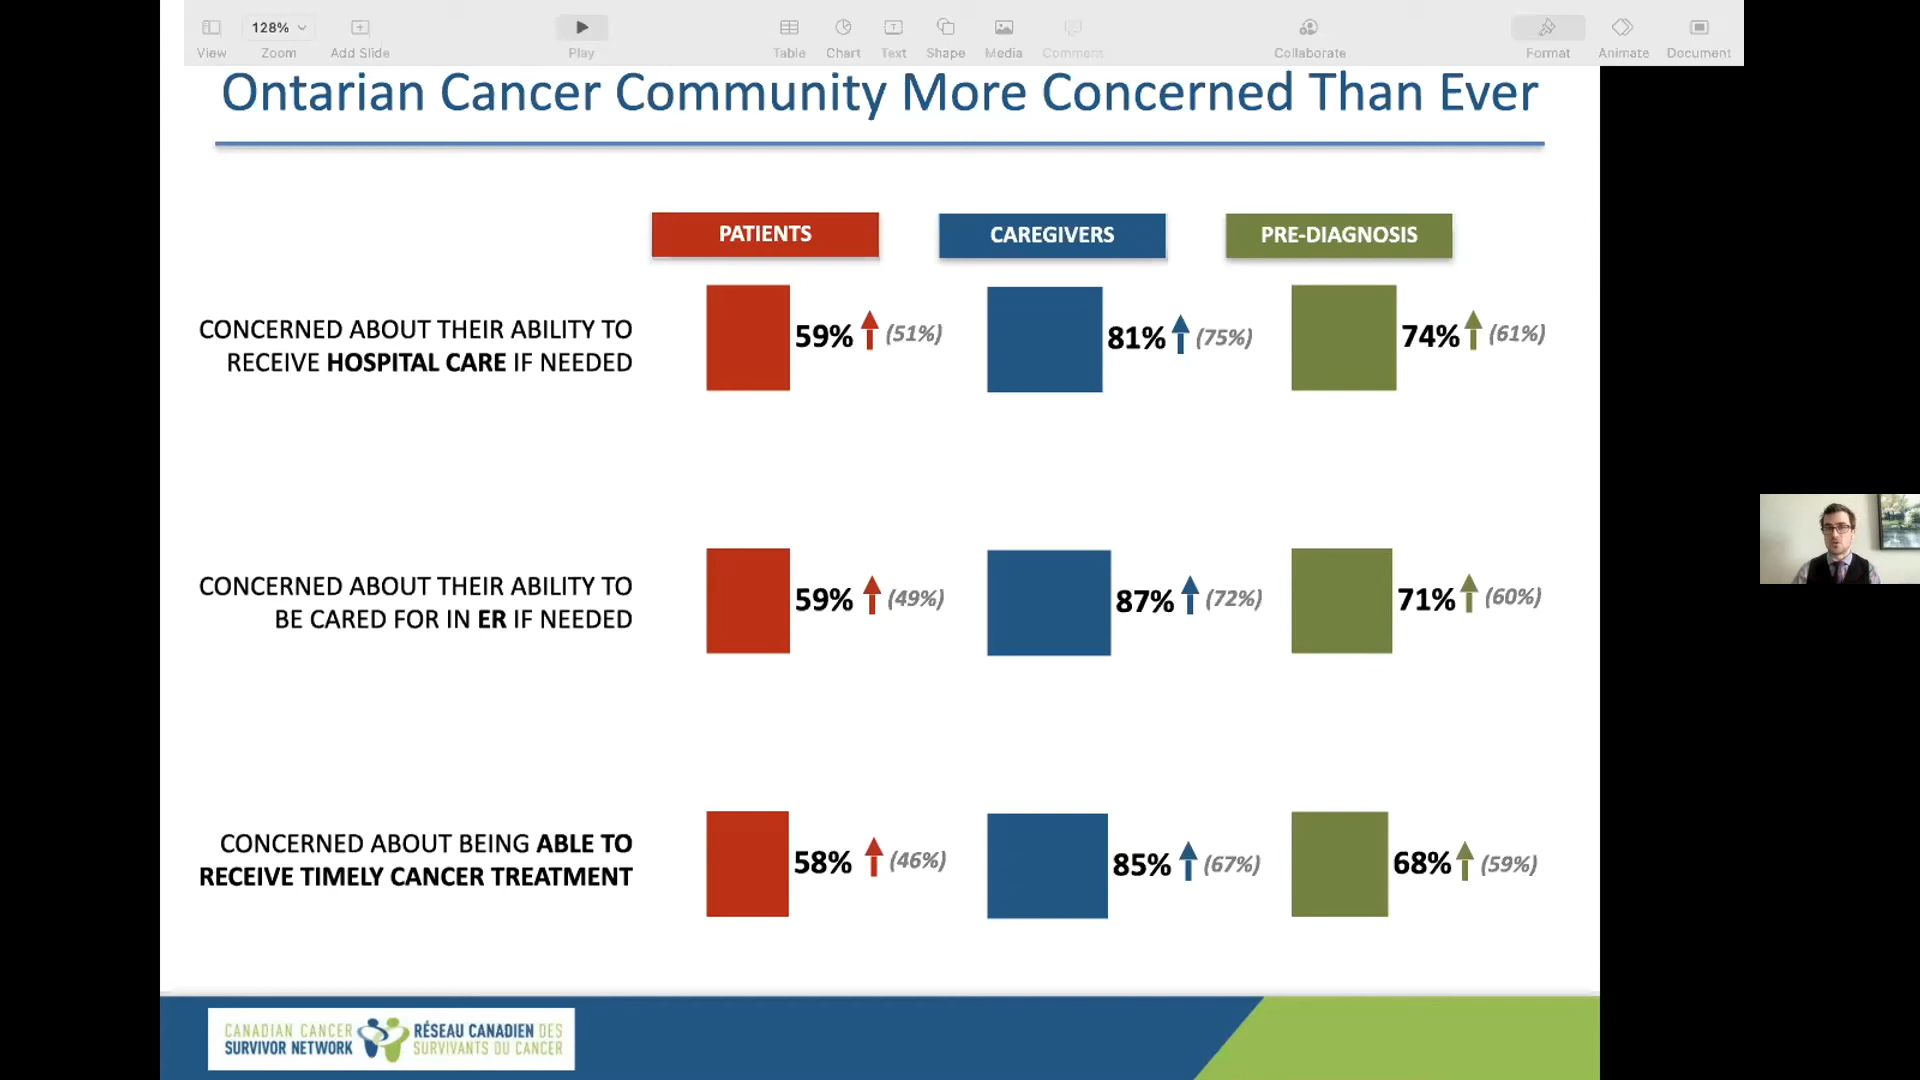 128%
View
Zoom
Add Slide
Play
Table
Chart
Text
Shape
Media
Comment
Collaborate
Format
Animate
Document
Ontarian Cancer Community More Concerned Than Ever
PATIENTS
CAREGIVERS
PRE-DIAGNOSIS
CONCERNED ABOUT THEIR ABILITY TO
RECEIVE HOSPITAL CARE IF NEEDED
59% (51%)
81% (75%)
74% (61%)
CONCERNED ABOUT THEIR ABILITY TO
BE CARED FOR IN ER IF NEEDED
59% (49%)
87% (72%)
71% (60%)
CONCERNED ABOUT BEING ABLE TO
RECEIVE TIMELY CANCER TREATMENT
58% (46%)
85% (67%)
68% (59%)
CANADIAN CANCER
SURVIVOR NETWORK
RÉSEAU CANADIEN DES
SURVIVANTS DU CANCER